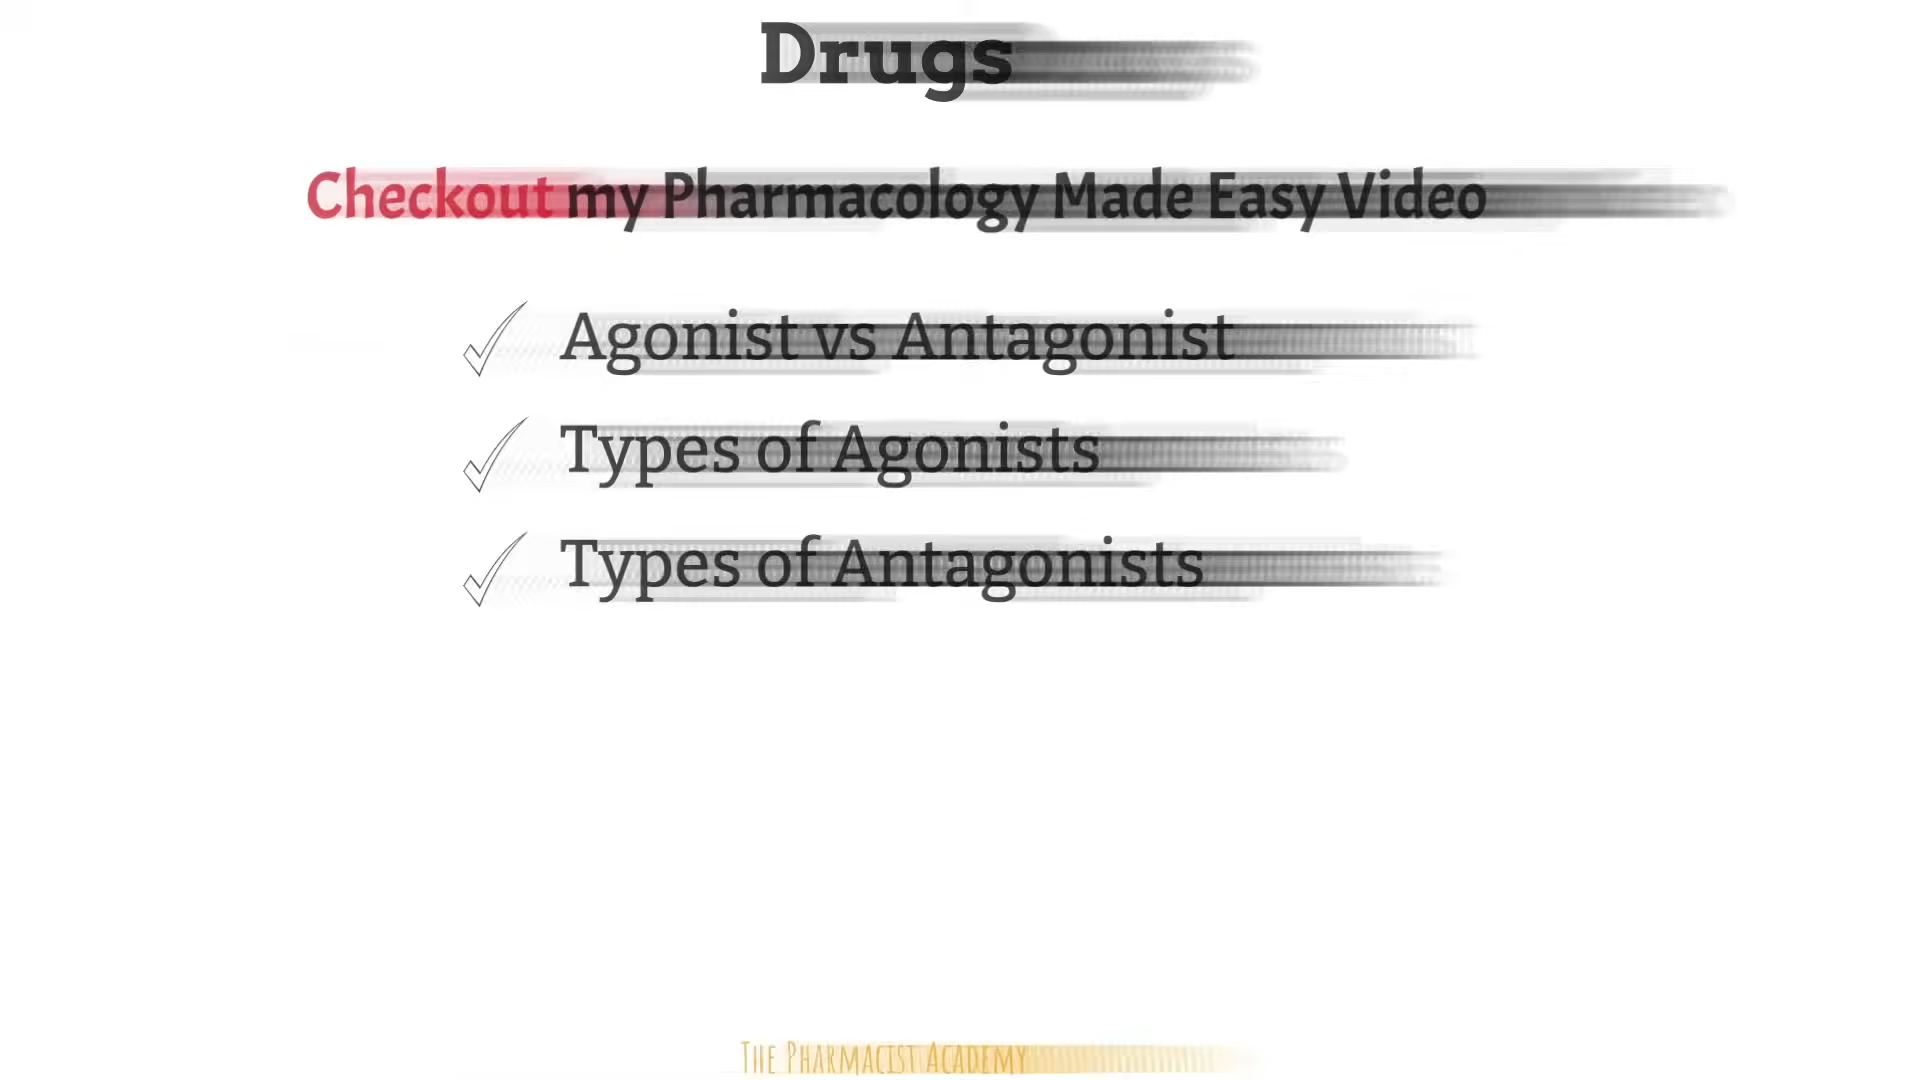 Drugs
Checkout my Pharmacology Made Easy Video
Agonist vs Antagonist
Types of Agonists
Types of Antagonists
The Pharmacist Academy